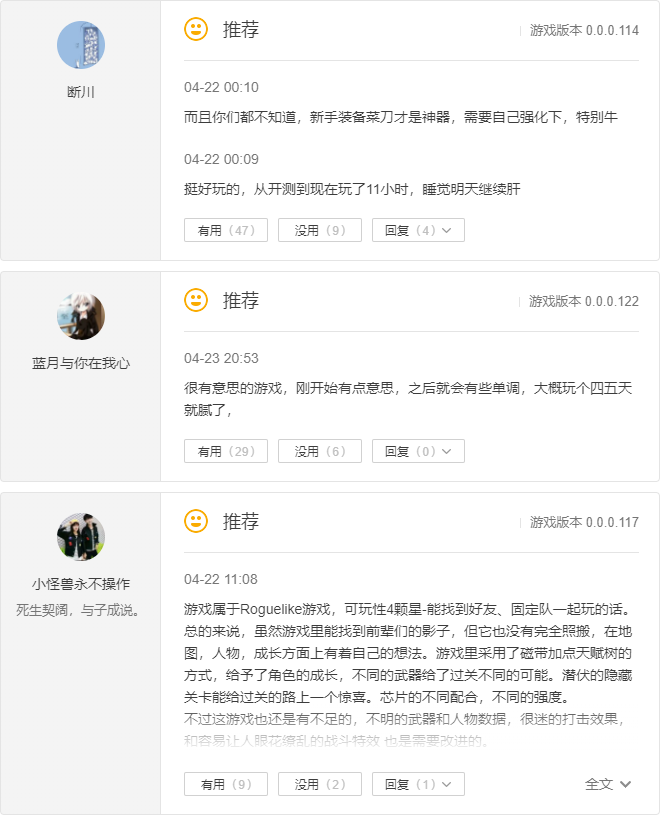 推荐
游戏版本 0.0.0.114
断川
04-22 00:10
而且你们都不知道，新手装备菜刀才是神器，需要自己强化下，特别牛
04-22 00:09
挺好玩的，从开测到现在玩了11小时，睡觉明天继续肝
有用（47） 没用（9） 回复（4）
推荐
游戏版本 0.0.0.122
蓝月与你在我心
04-23 20:53
很有意思的游戏，刚开始有点意思，之后就会有些单调，大概玩个四五天
就腻了，
有用（29） 没用（6） 回复（0）
推荐
游戏版本 0.0.0.117
小怪兽永不操作
死生契阔，与子成说。
04-22 11:08
游戏属于Roguelike游戏，可玩性4颗星-能找到好友、固定队一起玩的话。
总的来说，虽然游戏里能找到前辈们的影子，但它也没有完全照搬，在地
图，人物，成长方面上有着自己的想法。游戏里采用了磁带加点天赋树的
方式，给予了角色的成长，不同的武器给了过关不同的可能。潜伏的隐藏
关卡能给过关的路上一个惊喜。芯片的不同配合，不同的强度。
不过这游戏也还是有不足的，不明的武器和人物数据，很迷的打击效果，
和容易让人眼花缭乱的战斗特效 也是需要改进的。
有用（9） 没用（2） 回复（1） 全文